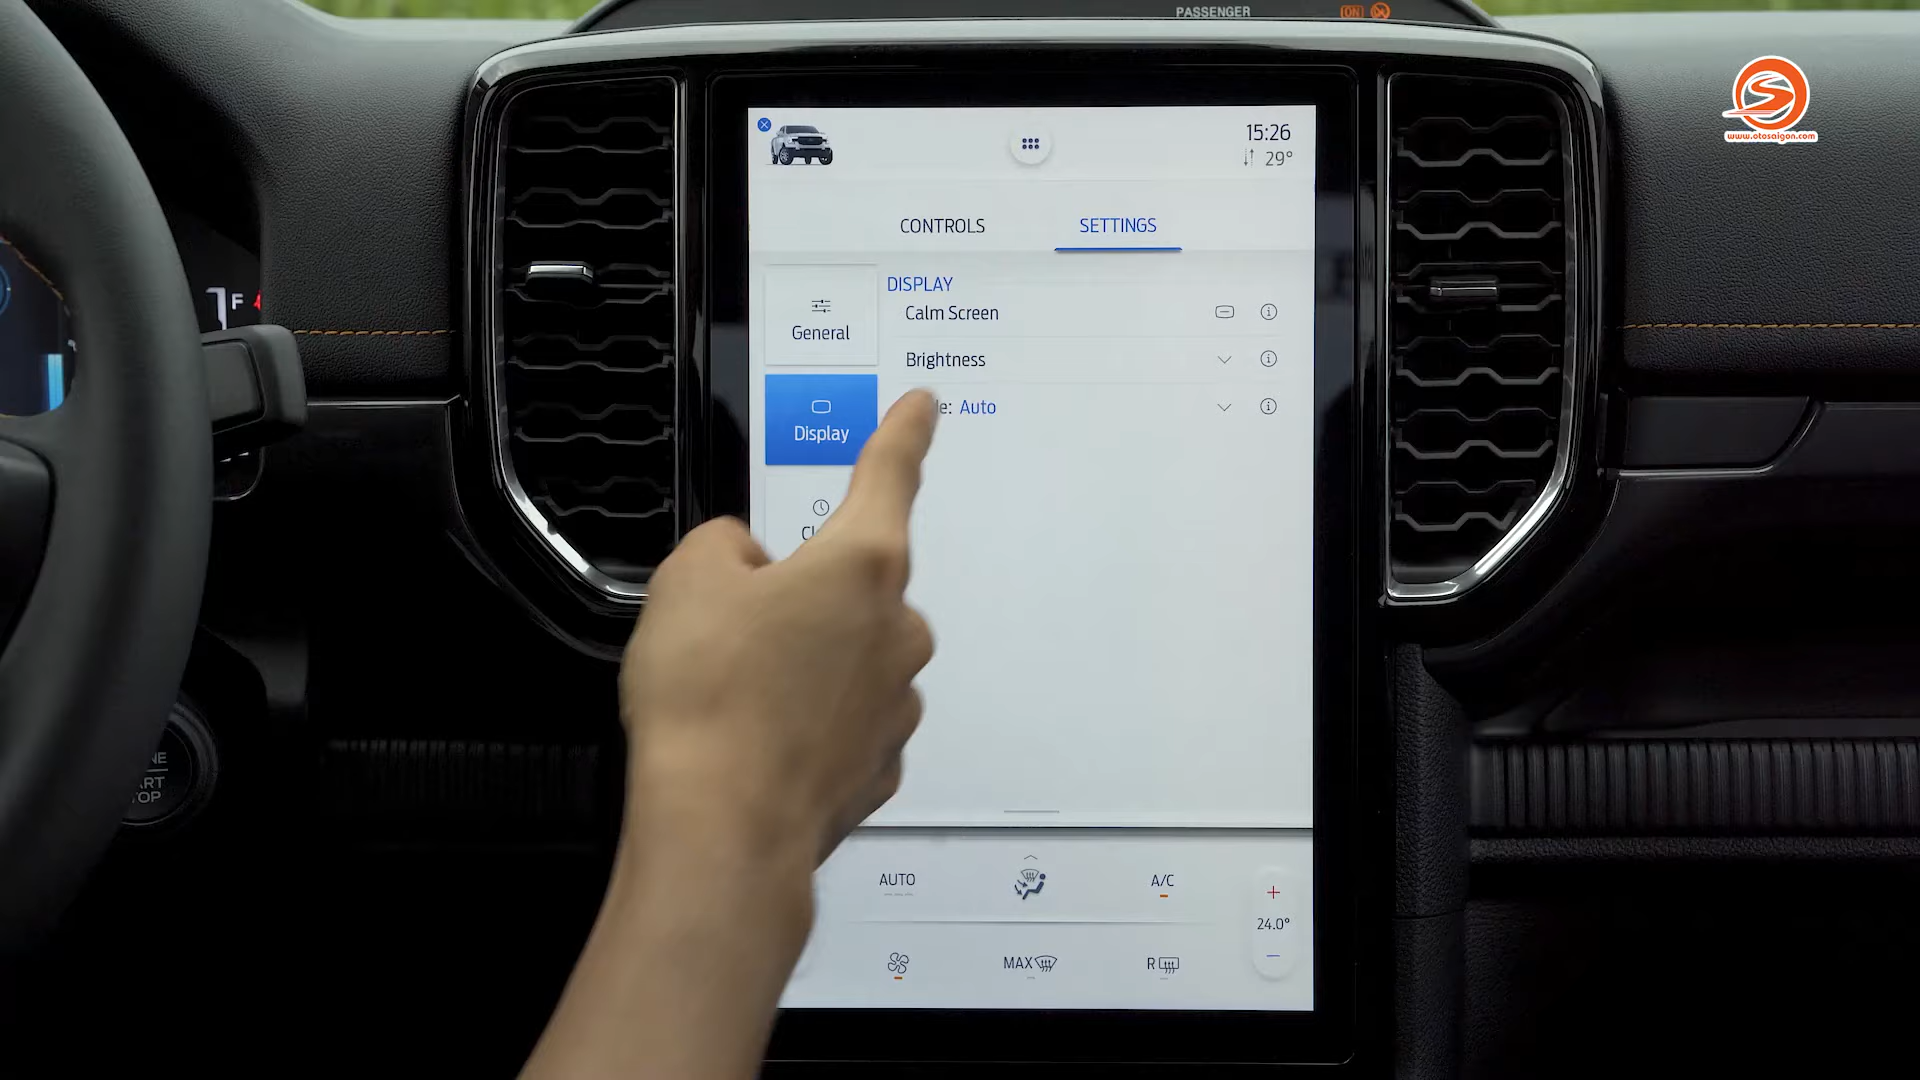 PASSENGER
ON
www.otosaigon.com
15:26
29°
CONTROLS
SETTINGS
DISPLAY
General
Calm Screen
F
Brightness
Auto
Display
AUTO
A/C
24.0°
MAX
R